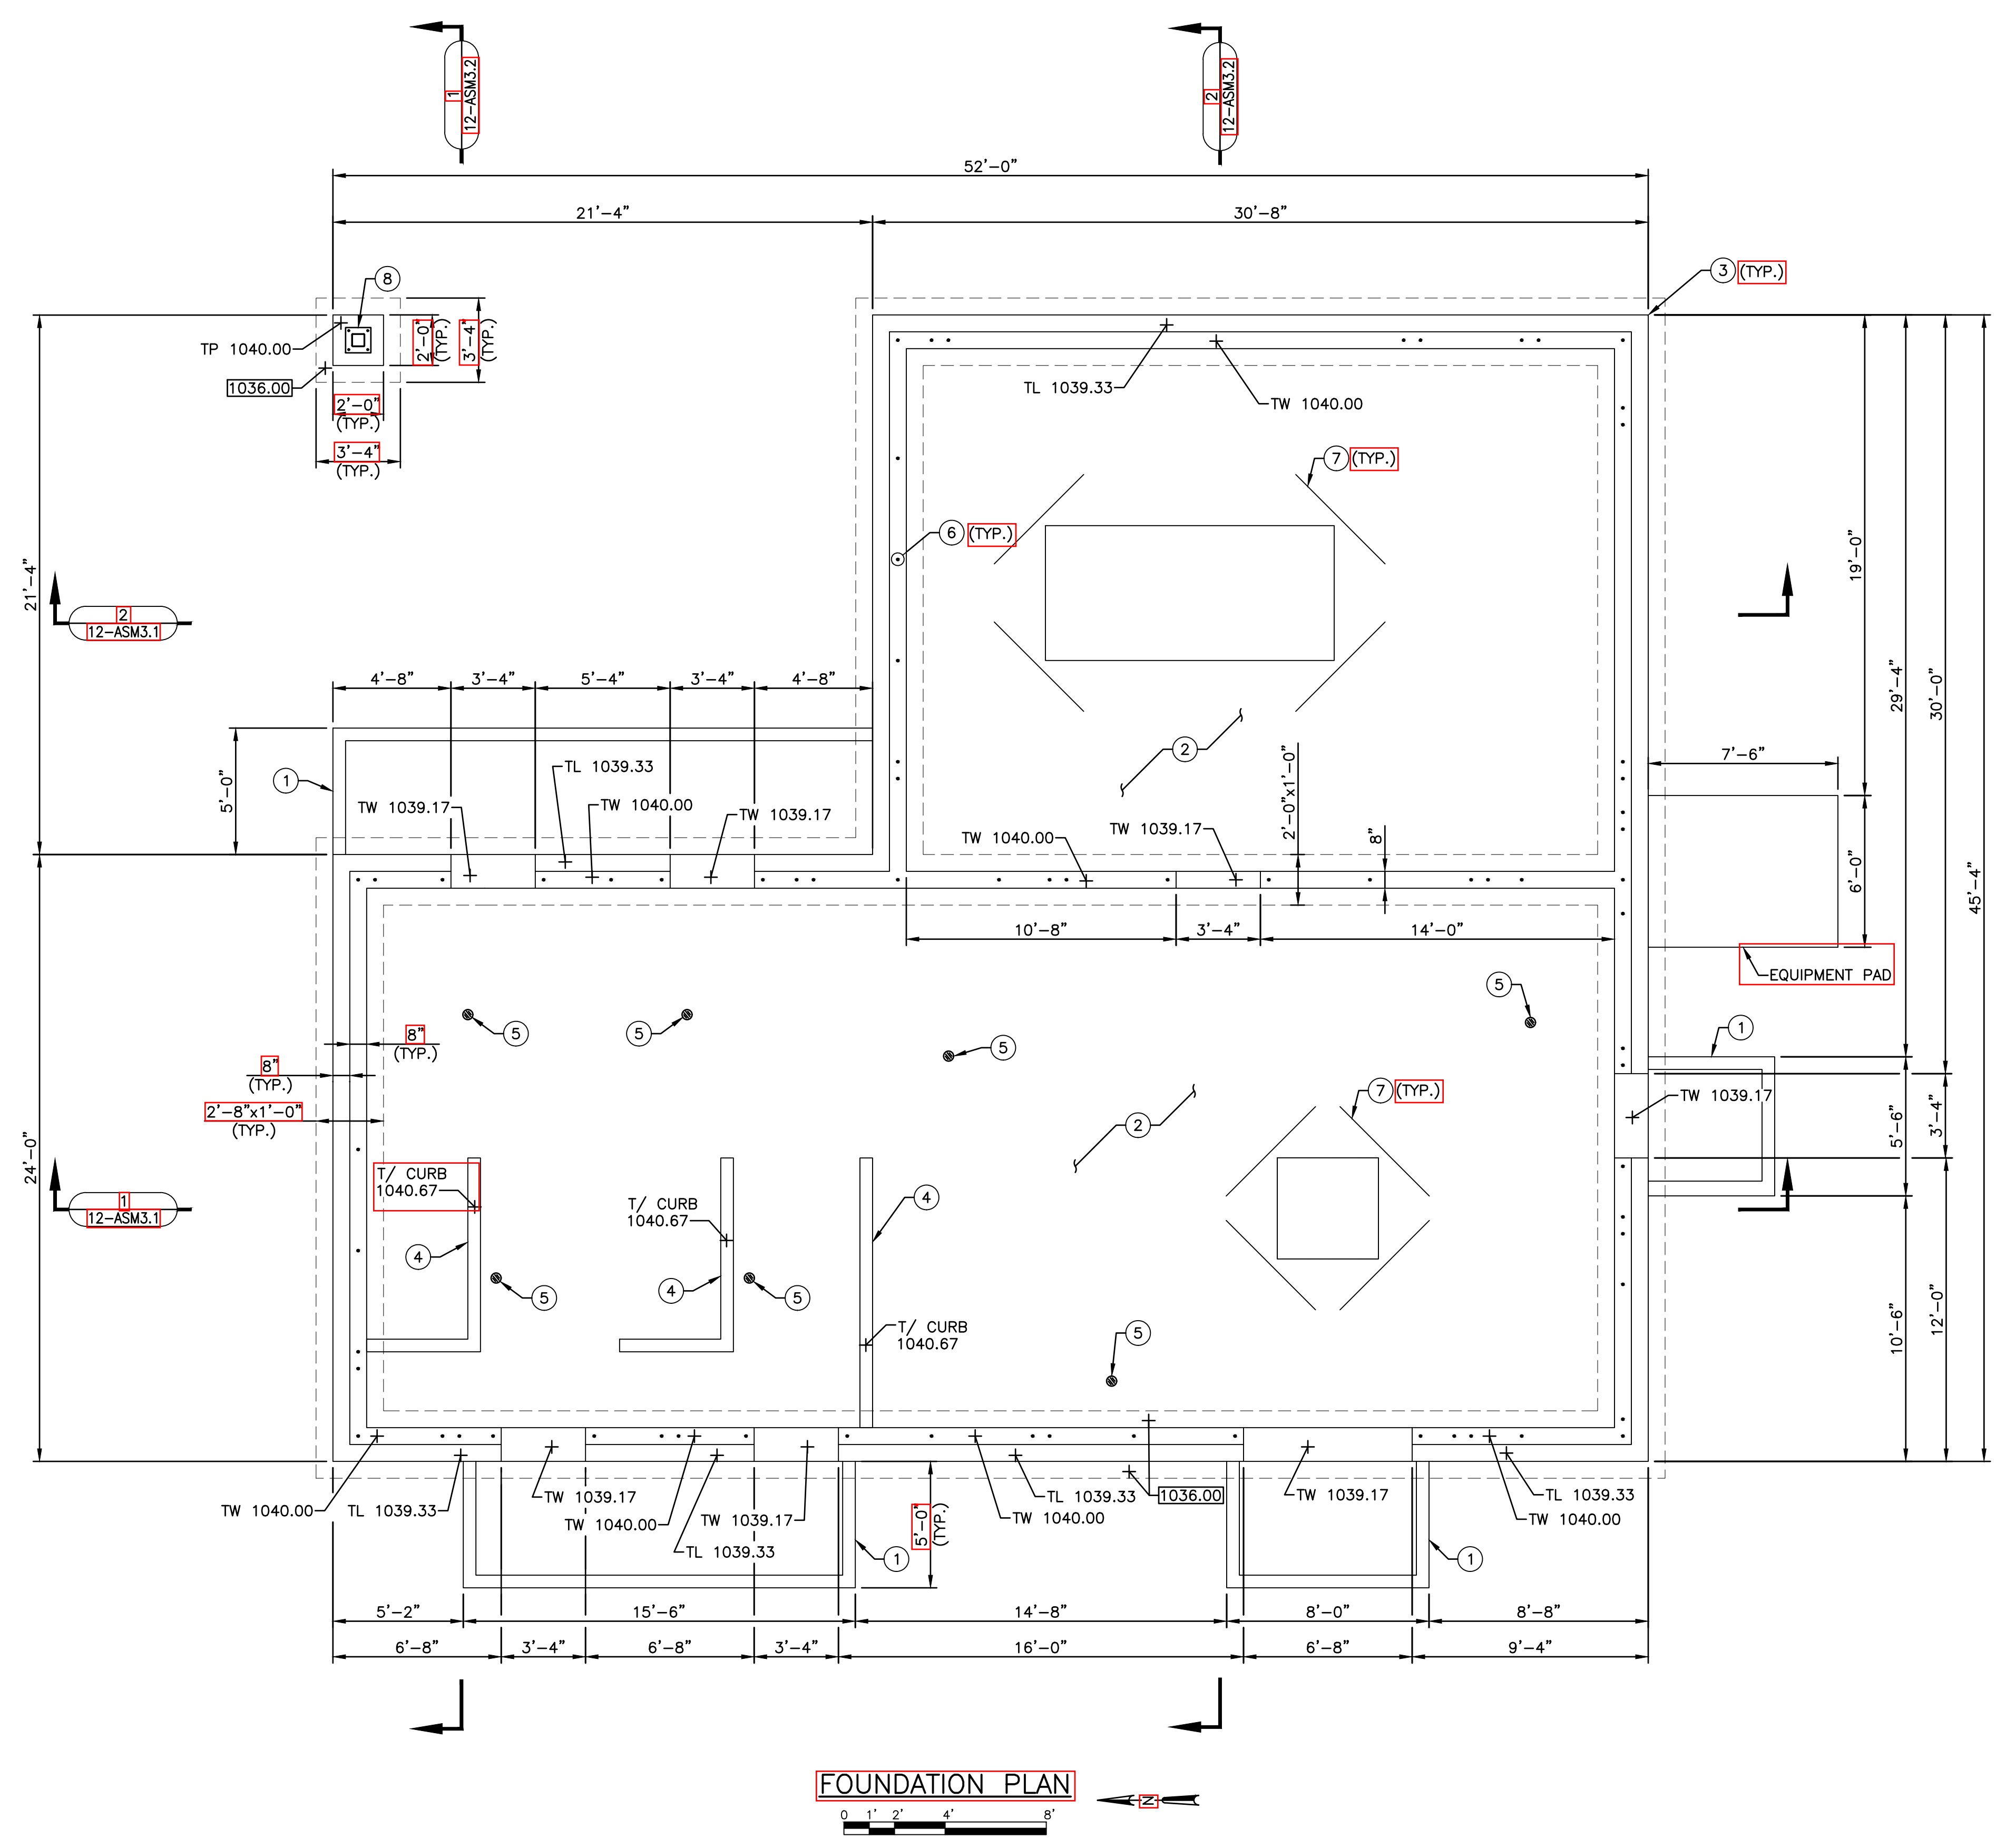 1
12-ASM3.2
2
12-ASM3.2
52'-0"
21'-4"
30'-8"
8
3 (TYP.)
TP 1040.00
1036.00
2'-0"
(TYP.)
3'-4"
(TYP.)
2'-0"
(TYP.)
3'-4"
(TYP.)
TL 1039.33
TW 1040.00
7 (TYP.)
6 (TYP.)
21'-4"
19'-0"
2
12-ASM3.1
29'-4"
30'-0"
45'-4"
4'-8"
3'-4"
5'-4"
3'-4"
4'-8"
2
7'-6"
1
5'-0"
TL 1039.33
TW 1039.17
TW 1040.00
TW 1039.17
2'-0"x1'-0"
TW 1040.00
TW 1039.17
8"
6'-0"
10'-8"
3'-4"
14'-0"
EQUIPMENT PAD
5
5
5
5
1
8"
(TYP.)
8"
(TYP.)
2'-8"x1'-0"
(TYP.)
7 (TYP.)
TW 1039.17
2
5'-6"
3'-4"
24'-0"
T/ CURB
1040.67
T/ CURB
1040.67
4
1
12-ASM3.1
4
4
5
5
T/ CURB
1040.67
5
10'-6"
12'-0"
TW 1040.00
TL 1039.33
TW 1039.17
TW 1040.00
TL 1039.33
TW 1039.17
5'-0"
(TYP.)
TL 1039.33
TW 1040.00
1036.00
TW 1039.17
TL 1039.33
TW 1040.00
1
1
5'-2"
15'-6"
14'-8"
8'-0"
8'-8"
6'-8"
3'-4"
6'-8"
3'-4"
16'-0"
6'-8"
9'-4"
FOUNDATION PLAN
N
0 1' 2' 4' 8'